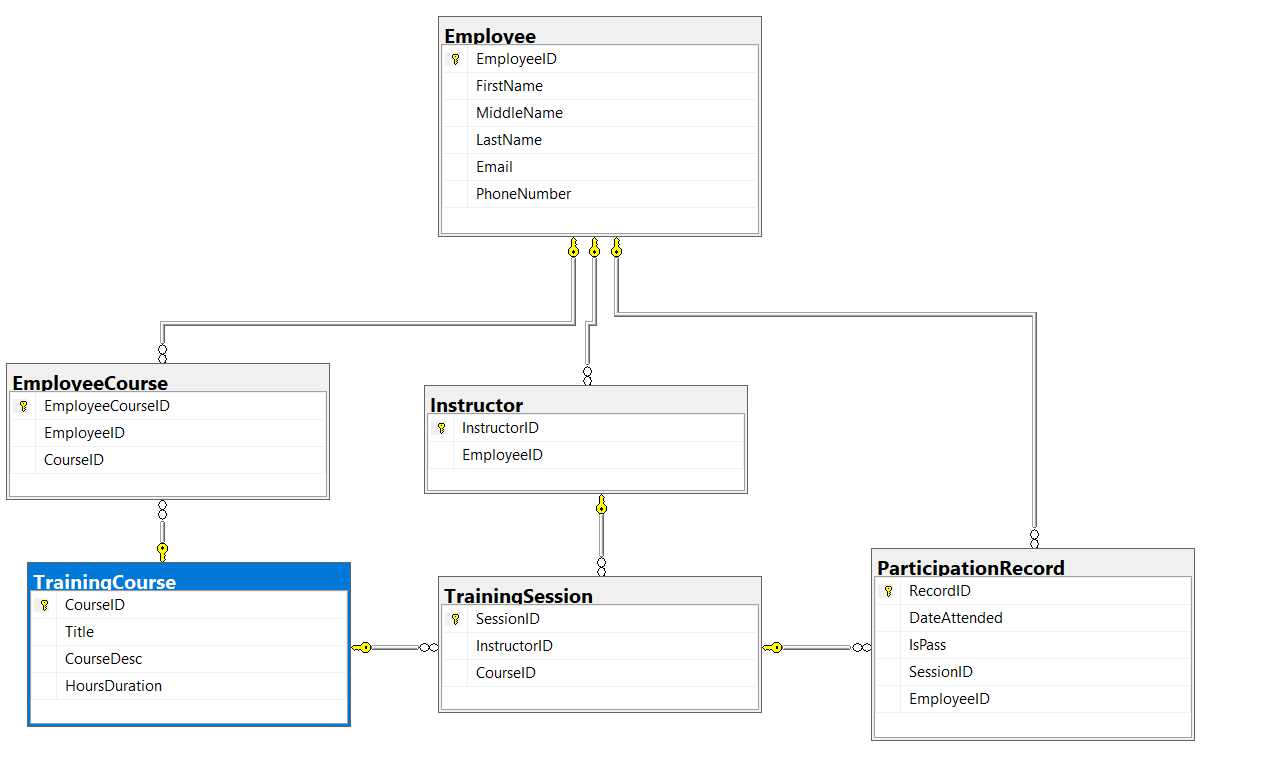 Employee
EmployeeID
FirstName
MiddleName
LastName
Email
PhoneNumber
EmployeeCourse
EmployeeCourseID
EmployeeID
CourseID
Instructor
InstructorID
EmployeeID
TrainingCourse
CourseID
Title
CourseDesc
HoursDuration
TrainingSession
SessionID
InstructorID
CourseID
ParticipationRecord
RecordID
DateAttended
IsPass
SessionID
EmployeeID